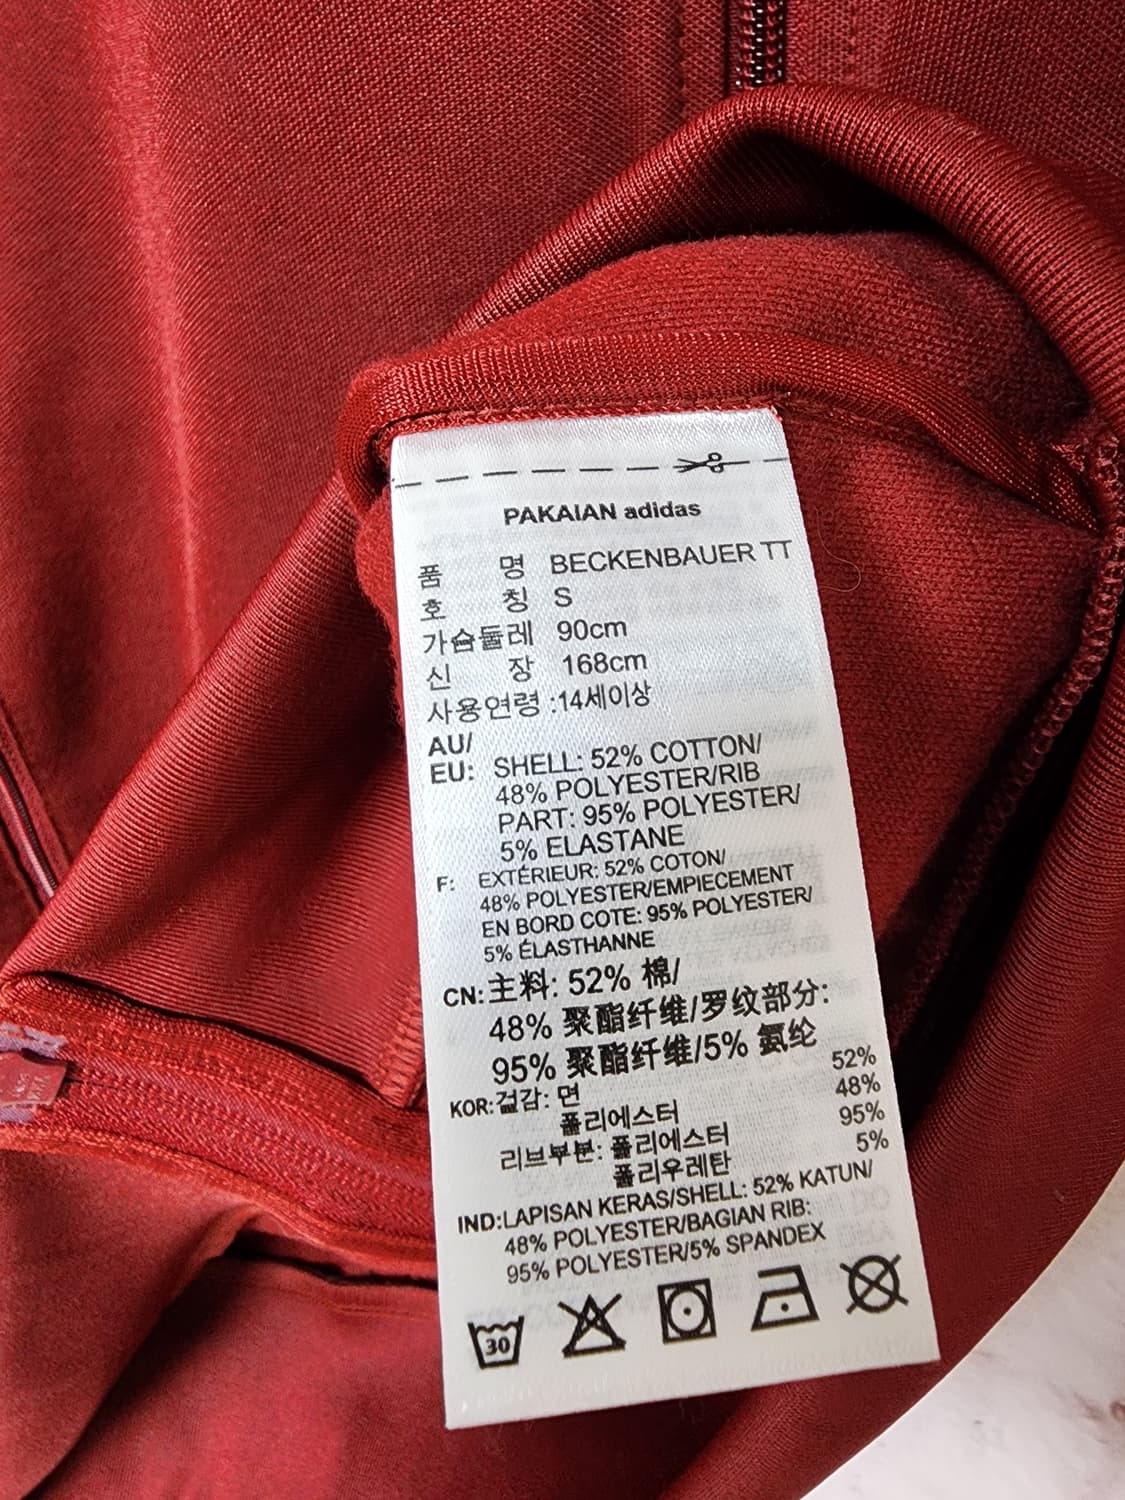 PAKAIAN adidas
품 명 BECKENBAUER TT
호 칭 S
가슴둘레 90cm
신 장 168cm
사용연령 :14세이상
AU/
EU: SHELL: 52% COTTON/
48% POLYESTER/RIB
PART: 95% POLYESTER/
5% ELASTANE
F: EXTÉRIEUR: 52% COTON/
48% POLYESTER/EMPIECEMENT
EN BORD COTE: 95% POLYESTER/
5% ÉLASTHANNE
CN:主料: 52% 棉/
48% 聚酯纤维/罗纹部分:
95% 聚酯纤维/5% 氨纶
KOR:겉감: 면 52%
폴리에스터 48%
리브부분: 폴리에스터 95%
폴리우레탄 5%
IND:LAPISAN KERAS/SHELL: 52% KATUN/
48% POLYESTER/BAGIAN RIB:
95% POLYESTER/5% SPANDEX
30